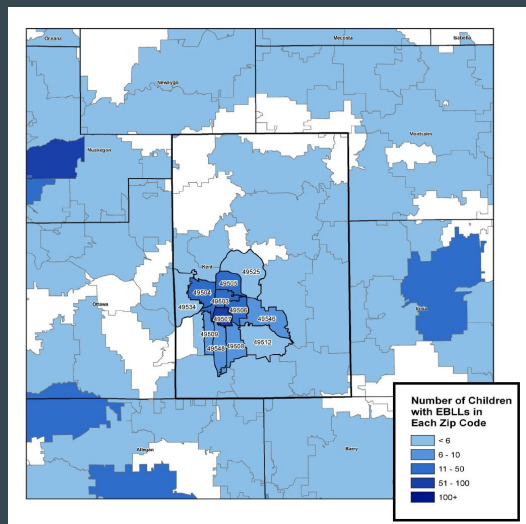 Oceana
Mecosta
Isabella
Newaygo
Montcalm
Muskegon
Kent
49525
49505
49504
49503
49534
49506
49507
49546
Ottawa
Ionia
49509
49548
49508
49512
Allegan
Barry
Number of Children
with EBLLs in
Each Zip Code
< 6
6 - 10
11 - 50
51 - 100
100+